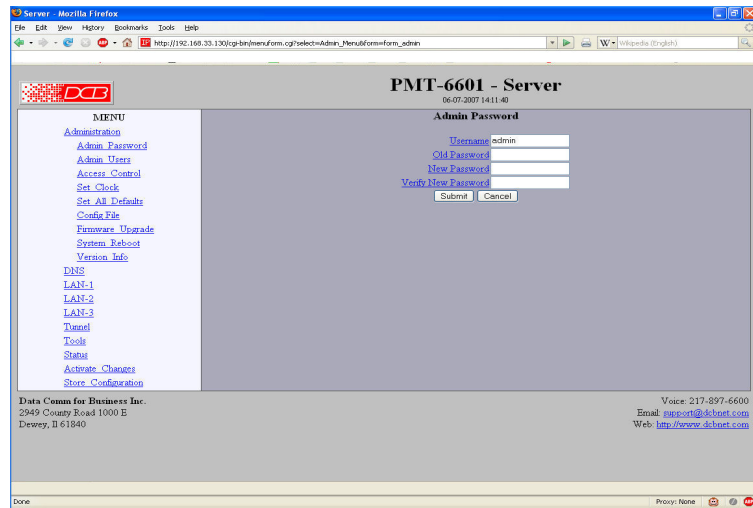 Server - Mozilla Firefox
File Edit View History Bookmarks Tools Help
http://192.168.33.130/cgi-bin/menuform.cgi?select=Admin_Menu&form=form_admin
W Wikipedia (English)
DCB
PMT-6601 - Server
06-07-2007 14:11:40
MENU
Administration
Admin Password
Admin Users
Access Control
Set Clock
Set All Defaults
Config File
Firmware Upgrade
System Reboot
Version Info
DNS
LAN-1
LAN-2
LAN-3
Tunnel
Tools
Status
Activate Changes
Store Configuration
Admin Password
Username admin
Old Password
New Password
Verify New Password
Submit Cancel
Data Comm for Business Inc.
2949 County Road 1000 E
Dewey, Il 61840
Voice: 217-897-6600
Email: support@dcbnet.com
Web: http://www.dcbnet.com
Done
Proxy: None